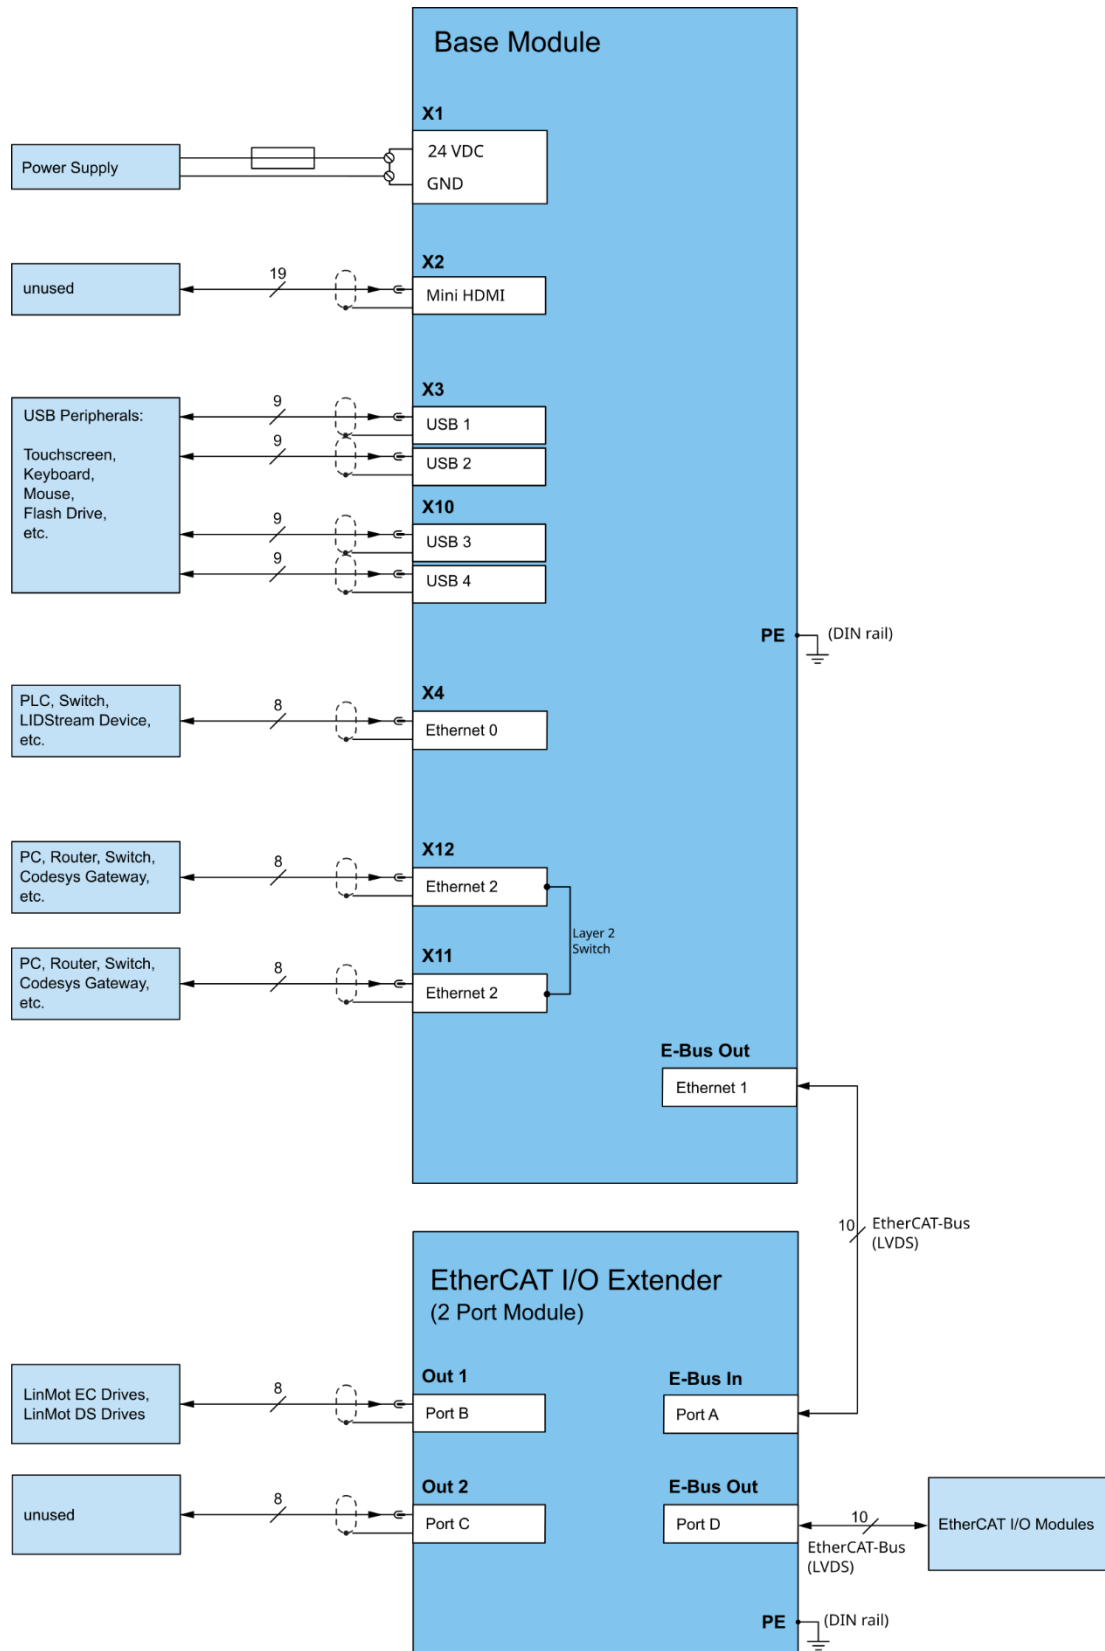 Base Module
X1
Power Supply
24 VDC
GND
X2
unused
19
Mini HDMI
X3
USB Peripherals:
Touchscreen,
Keyboard,
Mouse,
Flash Drive,
etc.
9
USB 1
9
USB 2
X10
9
USB 3
9
USB 4
PE
(DIN rail)
X4
PLC, Switch,
LIDStream Device,
etc.
8
Ethernet 0
X12
PC, Router, Switch,
Codesys Gateway,
etc.
8
Ethernet 2
Layer 2
Switch
X11
PC, Router, Switch,
Codesys Gateway,
etc.
8
Ethernet 2
E-Bus Out
Ethernet 1
10
EtherCAT-Bus
(LVDS)
EtherCAT I/O Extender
(2 Port Module)
Out 1
LinMot EC Drives,
LinMot DS Drives
8
Port B
E-Bus In
Port A
Out 2
unused
8
Port C
E-Bus Out
Port D
10
EtherCAT-Bus
(LVDS)
EtherCAT I/O Modules
PE
(DIN rail)